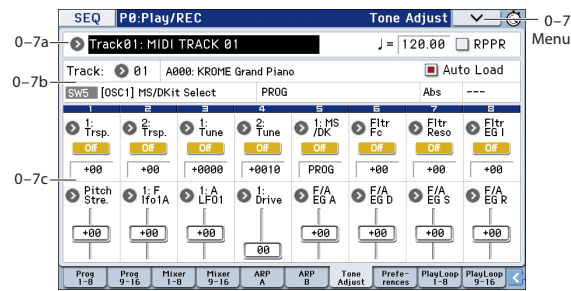 SEQ P0:Play/REC Tone Adjust 0–7 Menu
0–7a Track01: MIDI TRACK 01 ♩= 120.00 RPPR
Track: 01 A000: KROME Grand Piano Auto Load
0–7b
SW5 [OSC1] MS/DKit Select PROG Abs ---
1 2 3 4 5 6 7 8
1: Trsp. 2: Trsp. 1: Tune 2: Tune 1: MS /DK Fltr Fc Fltr Reso Fltr EG I
Off Off Off Off Off Off Off Off
+00 +00 +0000 +0010 PROG +00 +00 +00
0–7c
Pitch Stre. 1: F lfo1A 1: A LFO1 1: Drive F/A EG A F/A EG D F/A EG S F/A EG R
+00 +00 +00 00 +00 +00 +00 +00
Prog 1-8 Prog 9-16 Mixer 1-8 Mixer 9-16 ARP A ARP B Tone Adjust Prefe- rences PlayLoop 1-8 PlayLoop 9-16